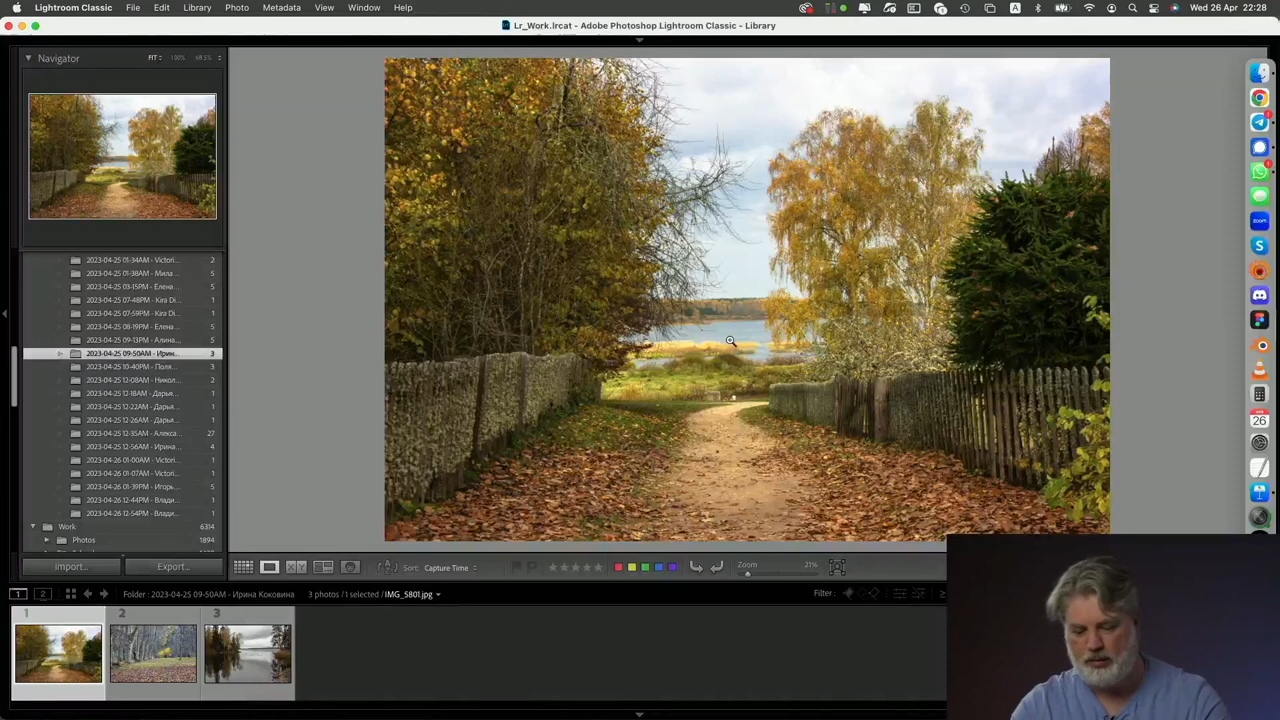 Lightroom Classic File Edit Library Photo Metadata View Window Help A Wed 26 Apr 22:28
Lr_Work.lrcat - Adobe Photoshop Lightroom Classic - Library
Navigator FIT 100% 68.3%
2023-04-25 01-34AM - Victori... 2
2023-04-25 01-38AM - Мила... 5
2023-04-25 03-15PM - Елена... 5
2023-04-25 07-48PM - Kira Di... 1
2023-04-25 07-59PM - Kira Di... 1
2023-04-25 08-19PM - Елена... 5
2023-04-25 09-13PM - Алина... 5
2023-04-25 09-50AM - Ирин... 3
2023-04-25 10-40PM - Поля... 3
2023-04-25 12-08AM - Никол... 2
2023-04-25 12-18AM - Дарья... 1
2023-04-25 12-22AM - Дарья... 1
2023-04-25 12-26AM - Дарья... 1
2023-04-25 12-35AM - Алекса... 27
2023-04-25 12-56AM - Ирина... 4
2023-04-26 01-00AM - Victori... 1
2023-04-26 01-07AM - Victori... 1
2023-04-26 01-39PM - Игорь... 5
2023-04-26 12-44PM - Влади... 1
2023-04-26 12-54PM - Влади... 1
Work 6314
Photos 1894
Import... Export...
XY Sort: Capture Time Zoom 21%
1 2 Folder : 2023-04-25 09-50AM - Ирина Коковина 3 photos / 1 selected / IMG_5801.jpg Filter :
1 2 3
zoom
26